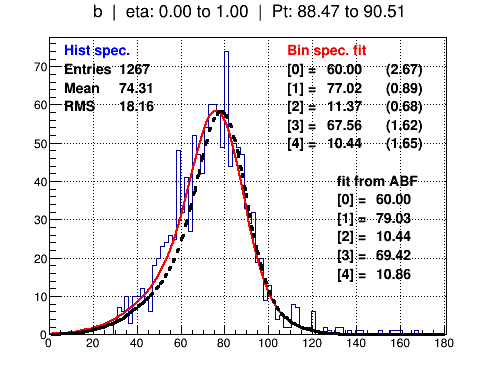 b | eta: 0.00 to 1.00 | Pt: 88.47 to 90.51
Hist spec.
Entries 1267
Mean 74.31
RMS 18.16
Bin spec. fit
[0] = 60.00 (2.67)
[1] = 77.02 (0.89)
[2] = 11.37 (0.68)
[3] = 67.56 (1.62)
[4] = 10.44 (1.65)
fit from ABF
[0] = 60.00
[1] = 79.03
[2] = 10.44
[3] = 69.42
[4] = 10.86
70
60
50
40
30
20
10
0
0 20 40 60 80 100 120 140 160 180